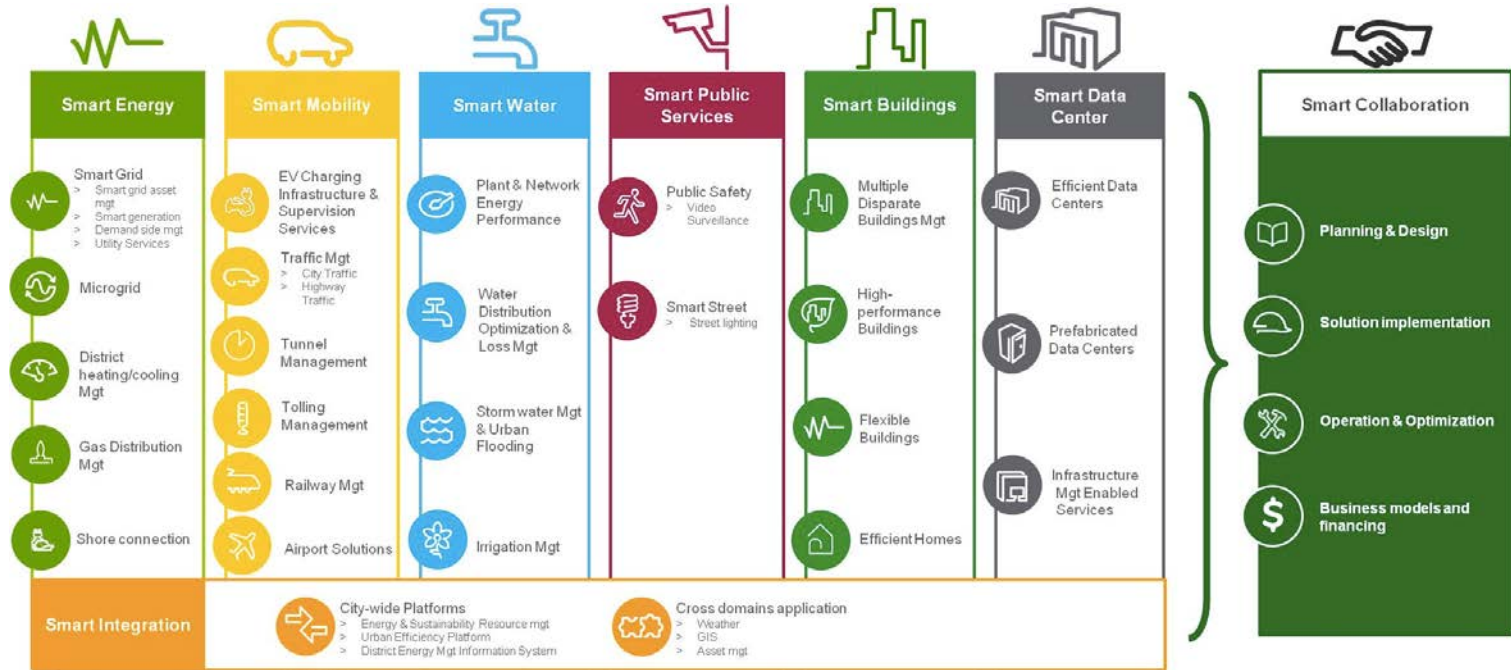 Smart Energy
Smart Grid
> Smart grid asset
mgt
> Smart generation
> Demand side mgt
> Utility Services
Microgrid
District
heating/cooling
Mgt
Gas Distribution
Mgt
Shore connection
Smart Mobility
EV Charging
Infrastructure &
Supervision
Services
Traffic Mgt
> City Traffic
> Highway
Traffic
Tunnel
Management
Tolling
Management
Railway Mgt
Airport Solutions
Smart Water
Plant & Network
Energy
Performance
Water
Distribution
Optimization &
Loss Mgt
Storm water Mgt
& Urban
Flooding
Irrigation Mgt
Smart Public
Services
Public Safety
> Video
Surveillance
Smart Street
> Street lighting
Smart Buildings
Multiple
Disparate
Buildings Mgt
High-
performance
Buildings
Flexible
Buildings
Efficient Homes
Smart Data
Center
Efficient Data
Centers
Prefabricated
Data Centers
Infrastructure
Mgt Enabled
Services
Smart Integration
City-wide Platforms
> Energy & Sustainability Resource mgt
> Urban Efficiency Platform
> District Energy Mgt Information System
Cross domains application
> Weather
> GIS
> Asset mgt
Smart Collaboration
Planning & Design
Solution implementation
Operation & Optimization
$
Business models and
financing